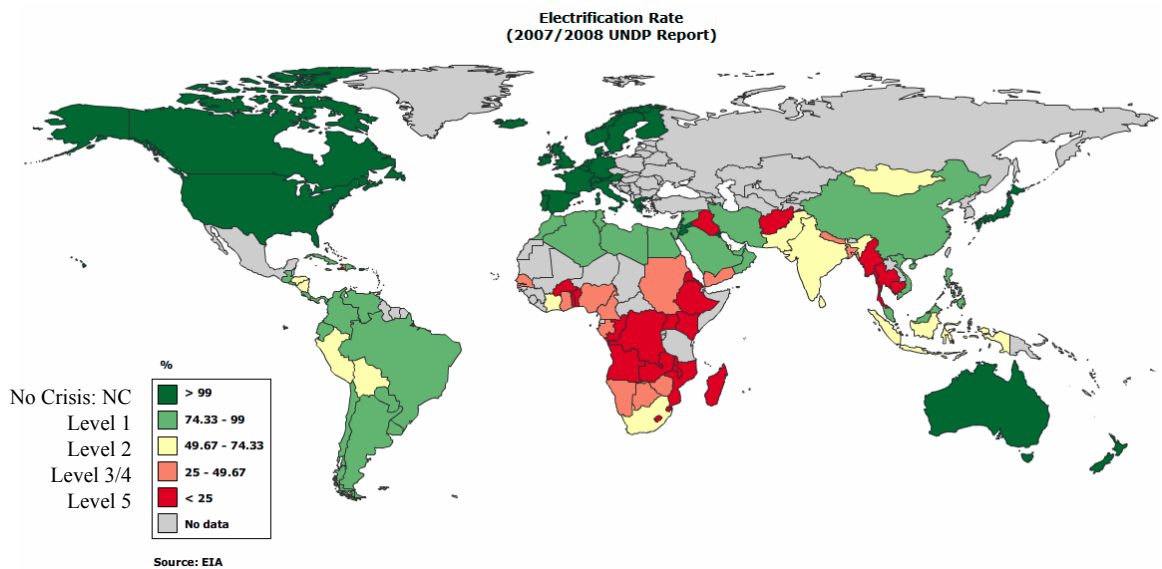 Electrification Rate
(2007/2008 UNDP Report)
%
No Crisis: NC > 99
Level 1 74.33 - 99
Level 2 49.67 - 74.33
Level 3/4 25 - 49.67
Level 5 < 25
No data
Source: EIA